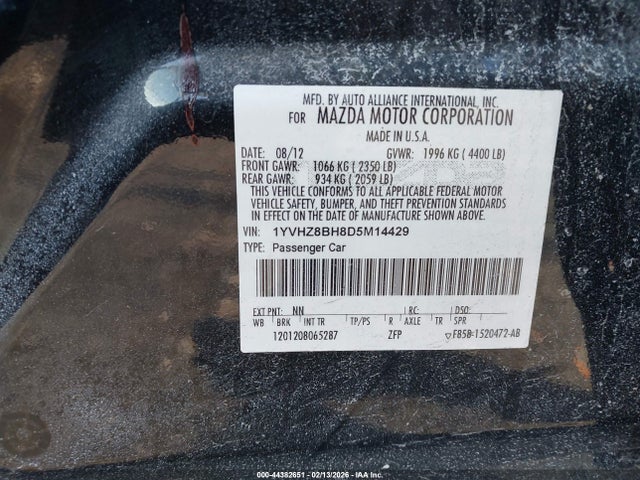 MFD. BY AUTO ALLIANCE INTERNATIONAL, INC.
FOR MAZDA MOTOR CORPORATION
MADE IN U.S.A.
DATE: 08/12 GVWR: 1996 KG ( 4400 LB)
FRONT GAWR: 1066 KG ( 2350 LB)
REAR GAWR: 934 KG ( 2059 LB)
THIS VEHICLE CONFORMS TO ALL APPLICABLE FEDERAL MOTOR
VEHICLE SAFETY, BUMPER, AND THEFT PREVENTION STANDARDS
IN EFFECT ON THE DATE OF MANUFACTURE SHOWN ABOVE.
VIN: 1YVHZ8BH8D5M14429
TYPE: Passenger Car
EXT PNT: NN RC: DSO:
WB BRK INT TR TP/PS R AXLE TR SPR
1201208065287 ZFP ▽FB5B-1520472-AB
000-44382651 - 02/13/2026 - IAA Inc.